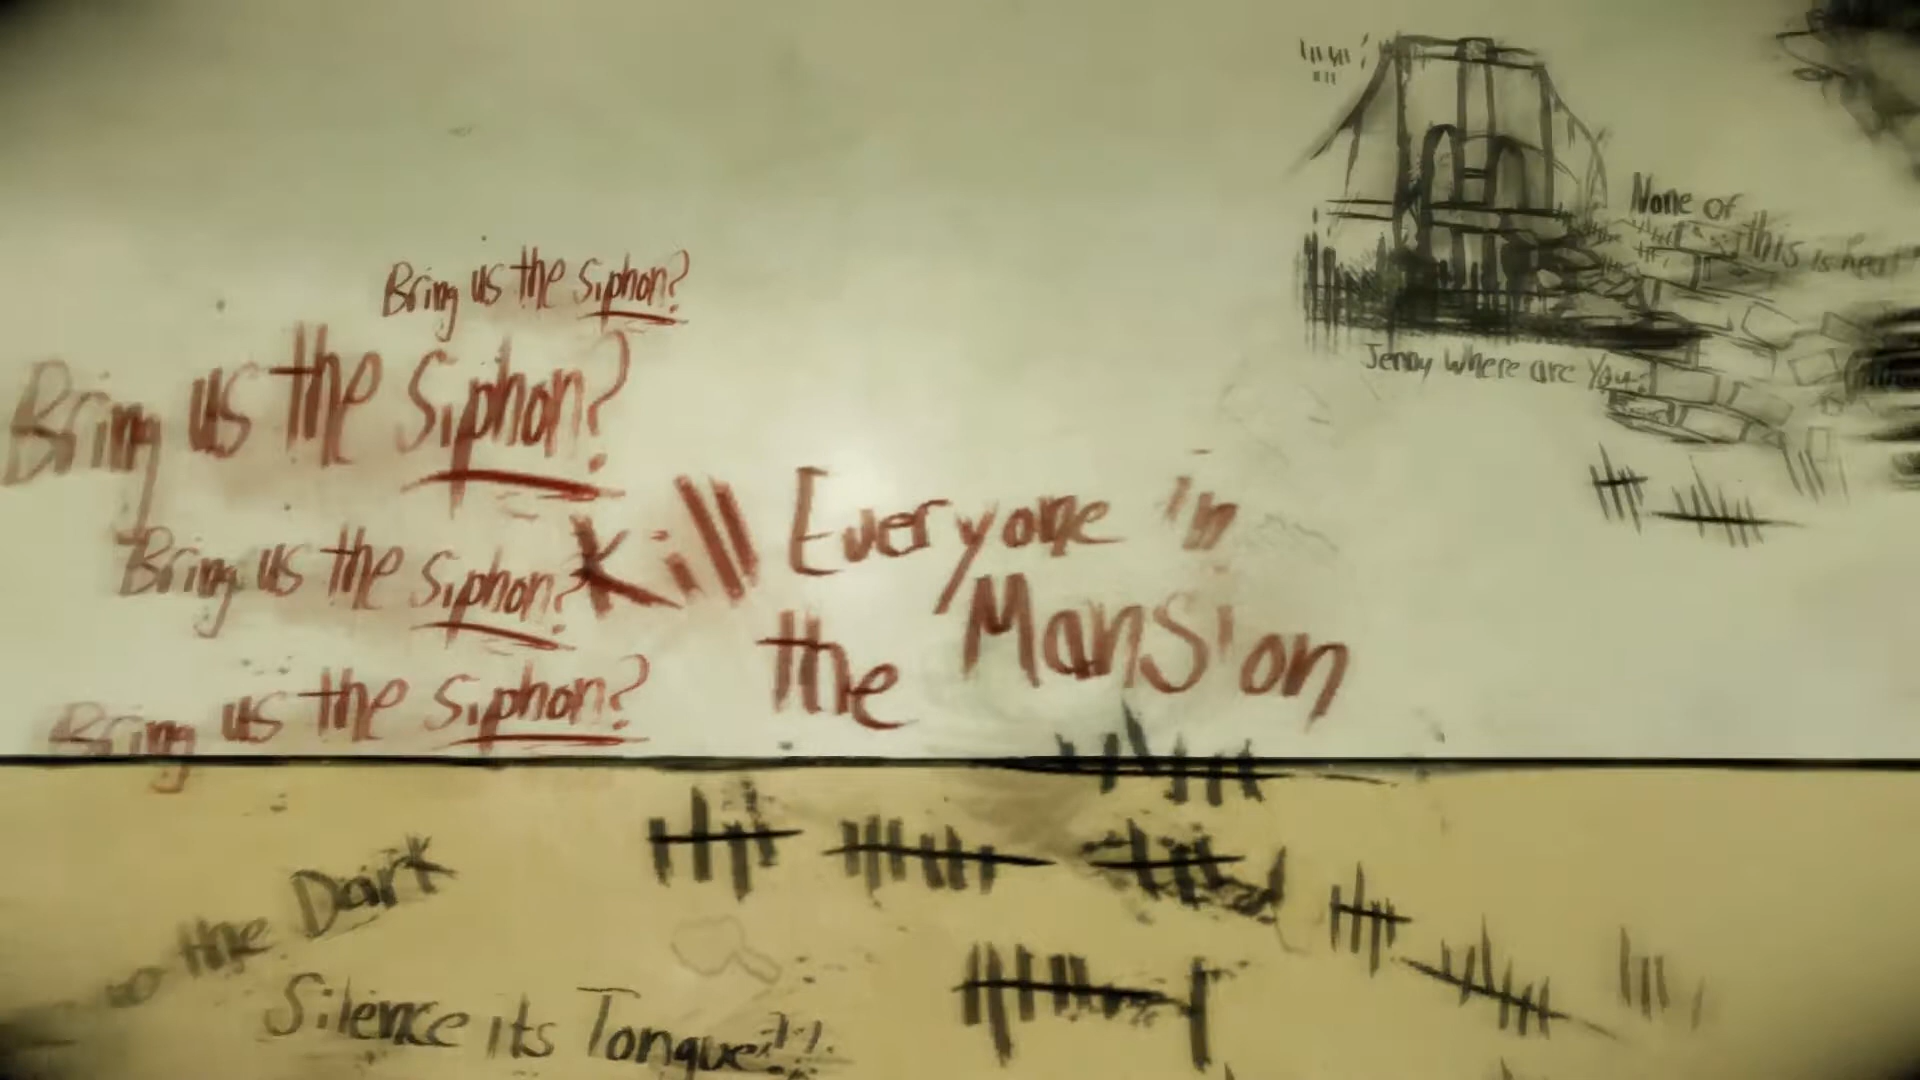 Bring us the Siphon?
Bring us the Siphon?
Bring us the Siphon?
Bring us the Siphon?
Kill Everyone in
the Mansion
None of
this is
Jenny Where are You
the Dark
Silence its Tongue??